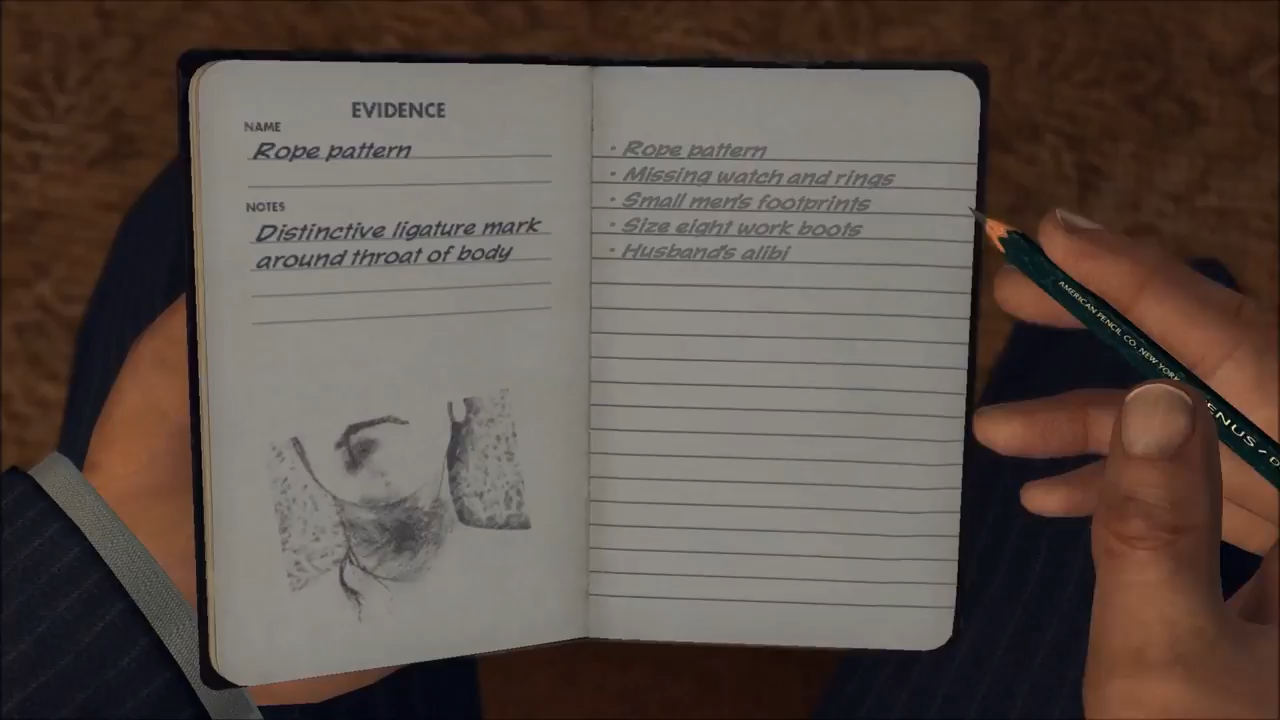 EVIDENCE
NAME
Rope pattern
NOTES
Distinctive ligature mark
around throat of body
• Rope pattern
• Missing watch and rings
• Small men's footprints
• Size eight work boots
• Husband's alibi
AMERICAN PENCIL CO. NEW YORK